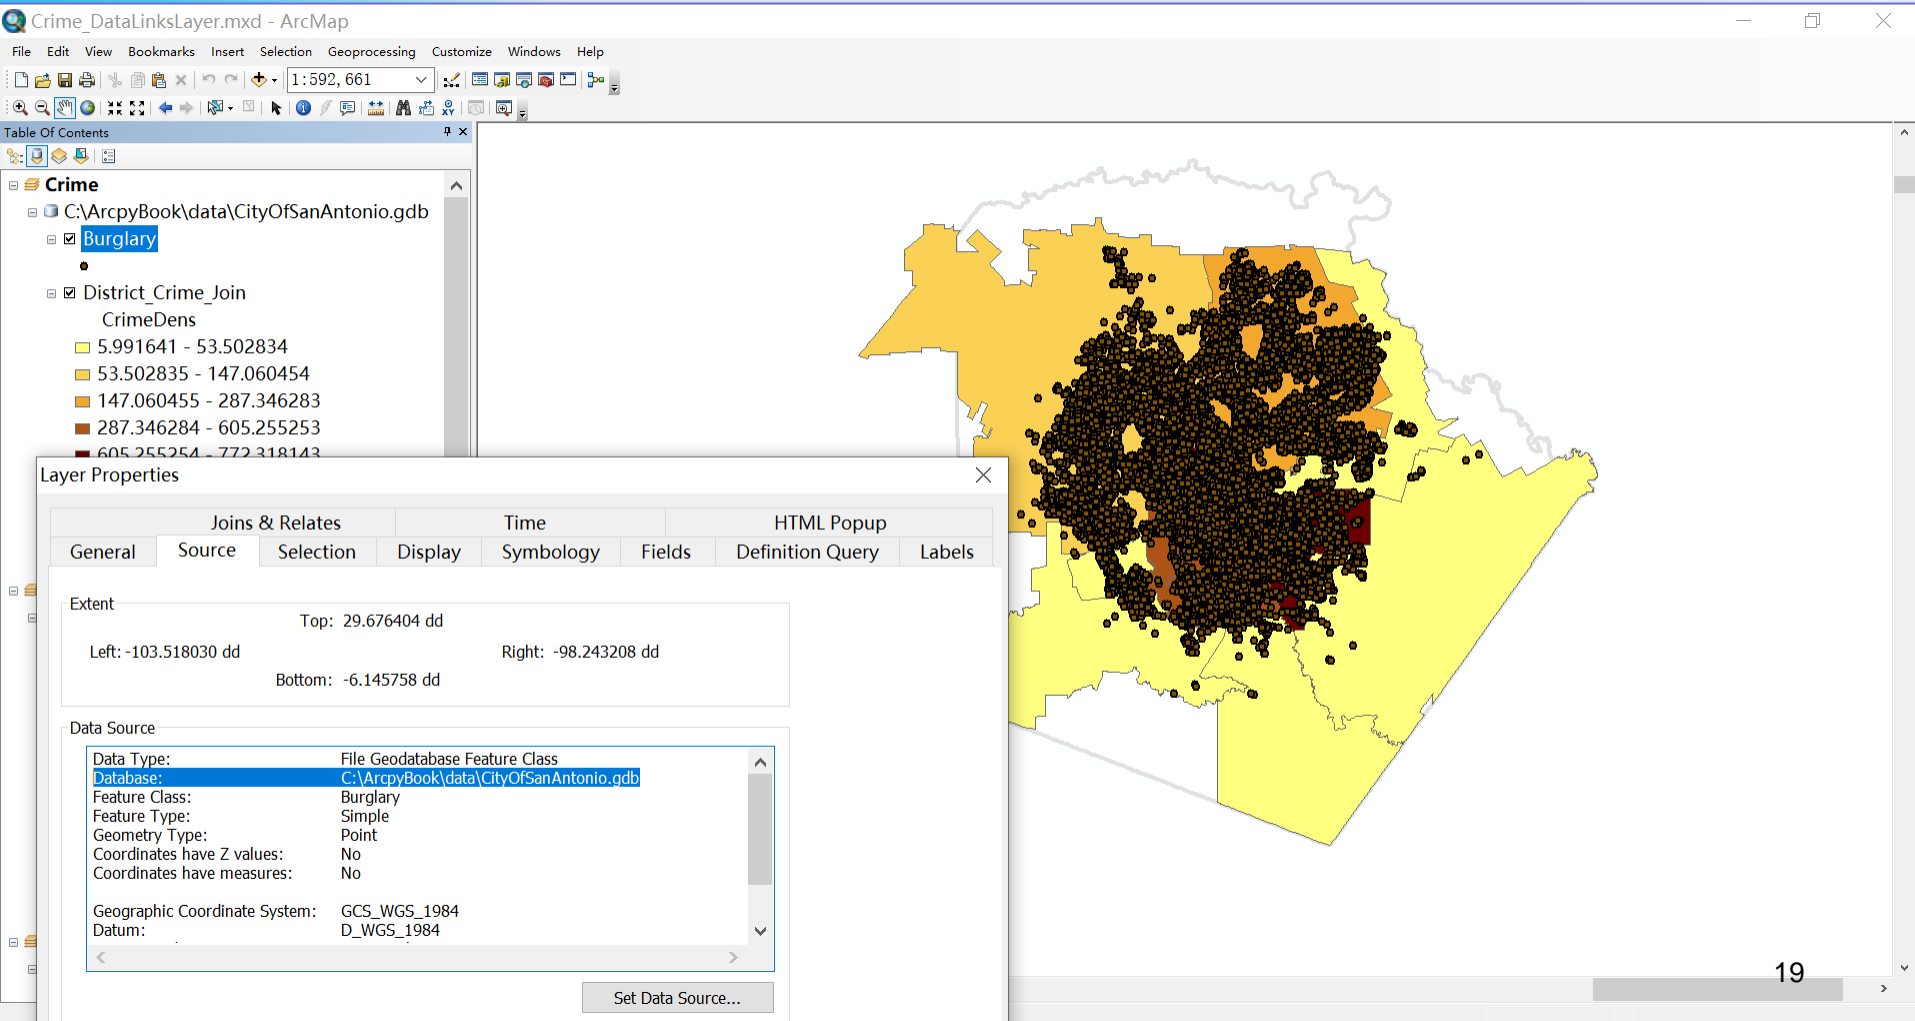 Crime_DataLinksLayer.mxd - ArcMap
File Edit View Bookmarks Insert Selection Geoprocessing Customize Windows Help
1:592,661
Table Of Contents
Crime
C:\ArcpyBook\data\CityOfSanAntonio.gdb
Burglary
District_Crime_Join
CrimeDens
5.991641 - 53.502834
53.502835 - 147.060454
147.060455 - 287.346283
287.346284 - 605.255253
605.255254 - 772.318143
Layer Properties
Joins & Relates Time HTML Popup
General Source Selection Display Symbology Fields Definition Query Labels
Extent
Top: 29.676404 dd
Left: -103.518030 dd Right: -98.243208 dd
Bottom: -6.145758 dd
Data Source
Data Type: File Geodatabase Feature Class
Database: C:\ArcpyBook\data\CityOfSanAntonio.gdb
Feature Class: Burglary
Feature Type: Simple
Geometry Type: Point
Coordinates have Z values: No
Coordinates have measures: No
Geographic Coordinate System: GCS_WGS_1984
Datum: D_WGS_1984
Set Data Source...
19